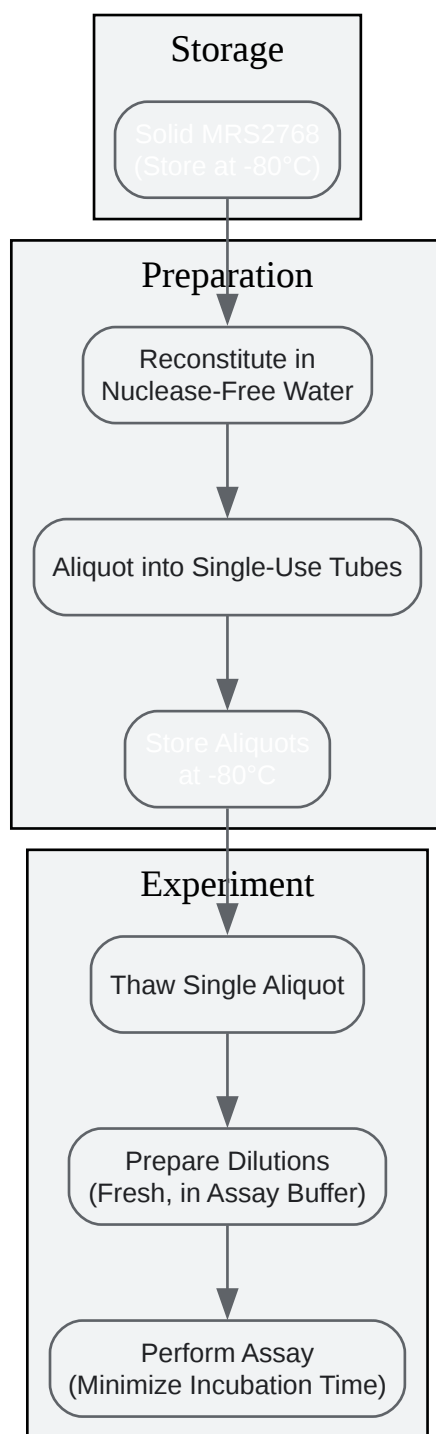 Storage
Solid MRS2768
(Store at -80°C)
Preparation
Reconstitute in
Nuclease-Free Water
Aliquot into Single-Use Tubes
Store Aliquots
at -80°C
Experiment
Thaw Single Aliquot
Prepare Dilutions
(Fresh, in Assay Buffer)
Perform Assay
(Minimize Incubation Time)